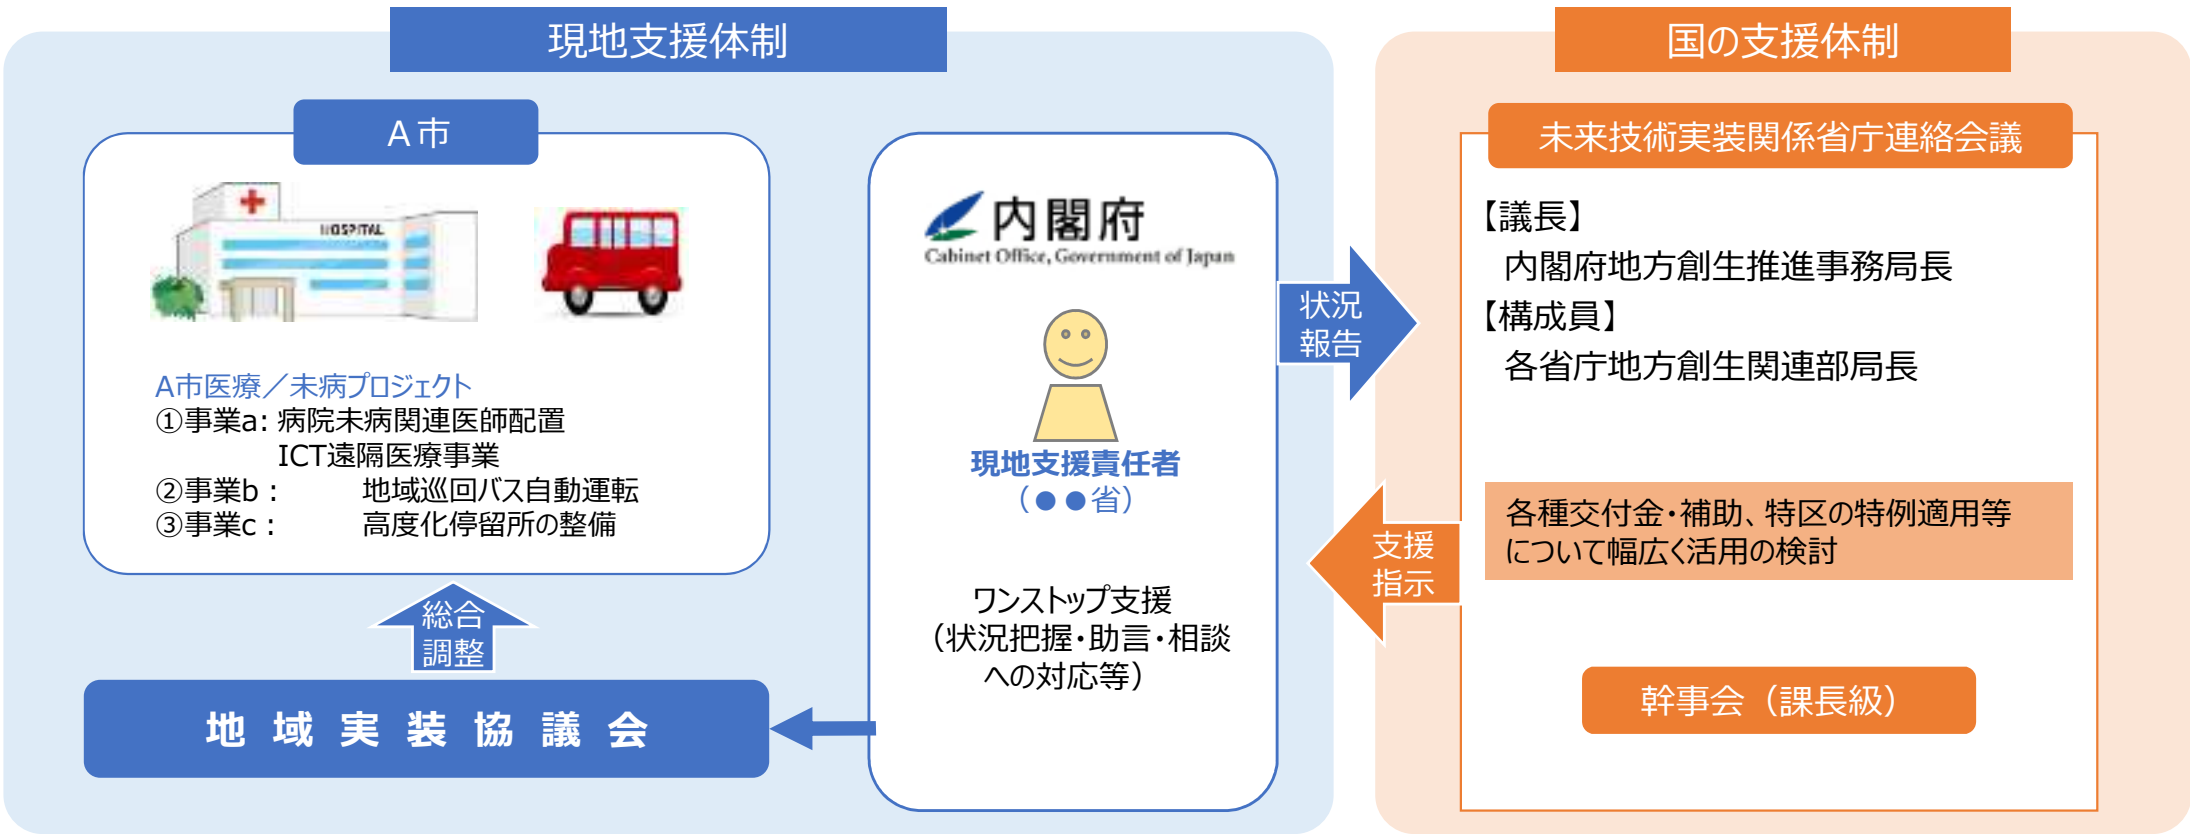 現地支援体制
A市
HOSPITAL
A市医療／未病プロジェクト
①事業a：病院未病関連医師配置
ICT遠隔医療事業
②事業b： 地域巡回バス自動運転
③事業c： 高度化停留所の整備
総合
調整
地域実装協議会
内閣府
Cabinet Office, Government of Japan
現地支援責任者
（●●省）
ワンストップ支援
（状況把握・助言・相談
への対応等）
状況
報告
支援
指示
国の支援体制
未来技術実装関係省庁連絡会議
【議長】
内閣府地方創生推進事務局長
【構成員】
各省庁地方創生関連部局長
各種交付金・補助、特区の特例適用等
について幅広く活用の検討
幹事会（課長級）